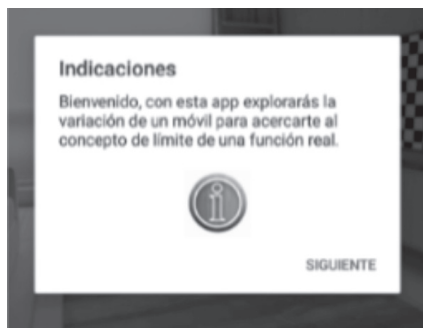 Indicaciones
Bienvenido, con esta app explorarás la
variación de un móvil para acercarte al
concepto de límite de una función real.
SIGUIENTE